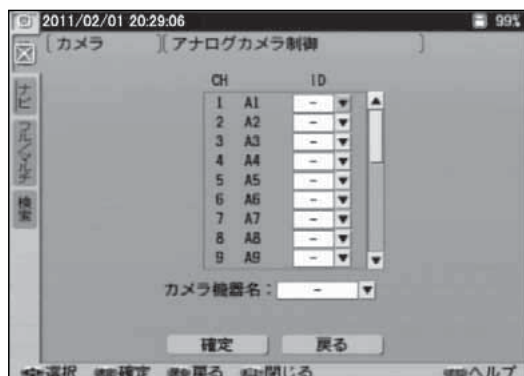 2011/02/01 20:29:06 99%
カメラ アナログカメラ制御
ナビ
フル/マルチ
検索
CH ID
1 A1 -
2 A2 -
3 A3 -
4 A4 -
5 A5 -
6 A6 -
7 A7 -
8 A8 -
9 A9 -
カメラ機器名: -
確定 戻る
選択 確定 戻る 閉じる ヘルプ